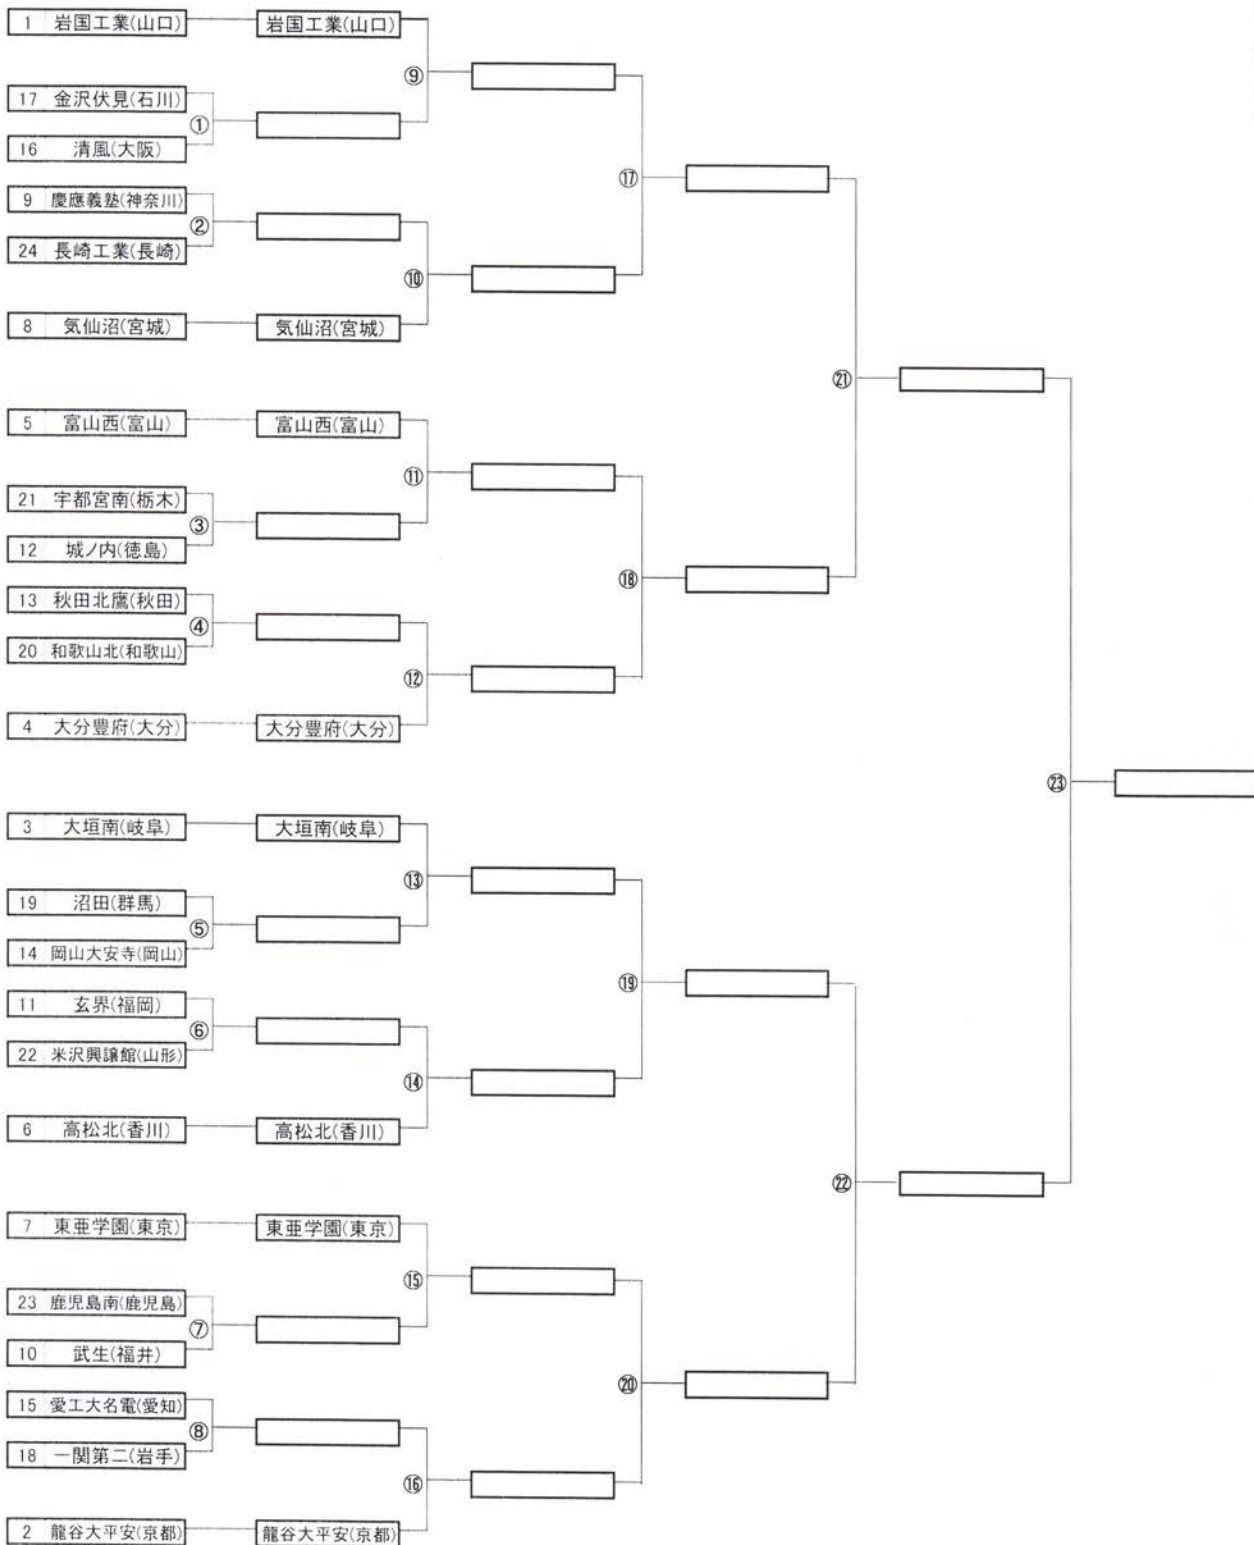 1 岩国工業(山口) 岩国工業(山口)
⑨
17 金沢伏見(石川)
①
16 清風(大阪)
⑰
9 慶應義塾(神奈川)
②
24 長崎工業(長崎)
⑩
8 気仙沼(宮城) 気仙沼(宮城)
㉑
5 富山西(富山) 富山西(富山)
⑪
21 宇都宮南(栃木)
③
12 城ノ内(徳島)
⑱
13 秋田北鷹(秋田)
④
20 和歌山北(和歌山)
⑫
4 大分豊府(大分) 大分豊府(大分)
㉓
3 大垣南(岐阜) 大垣南(岐阜)
⑬
19 沼田(群馬)
⑤
14 岡山大安寺(岡山)
⑲
11 玄界(福岡)
⑥
22 米沢興譲館(山形)
⑭
6 高松北(香川) 高松北(香川)
㉒
7 東亜学園(東京) 東亜学園(東京)
⑮
23 鹿児島南(鹿児島)
⑦
10 武生(福井)
⑳
15 愛工大名電(愛知)
⑧
18 一関第二(岩手)
⑯
2 龍谷大平安(京都) 龍谷大平安(京都)